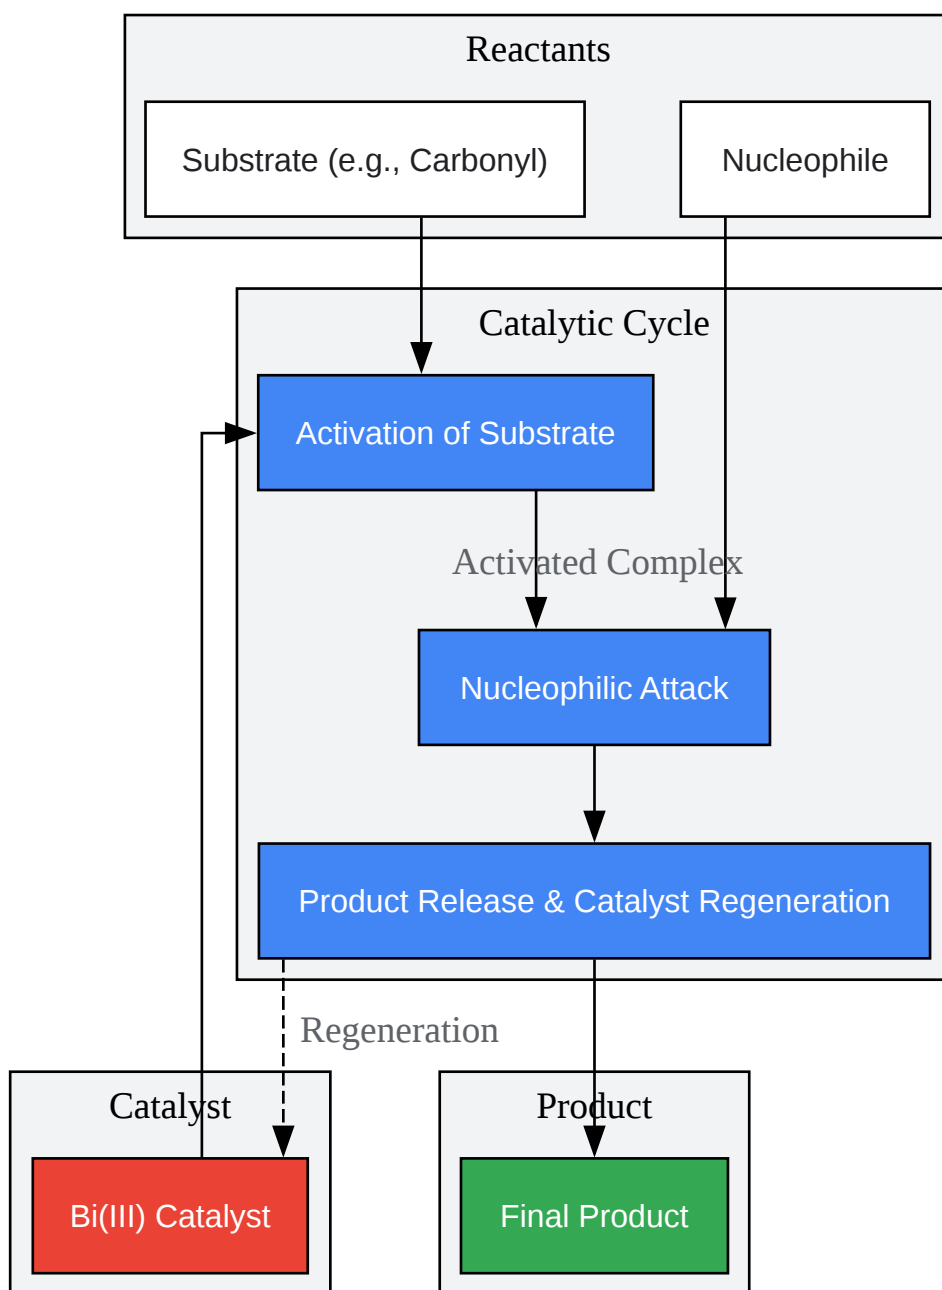 Reactants
Substrate (e.g., Carbonyl)
Nucleophile
Catalytic Cycle
Activation of Substrate
Activated Complex
Nucleophilic Attack
Product Release & Catalyst Regeneration
Regeneration
Catalyst
Product
Bi(III) Catalyst
Final Product